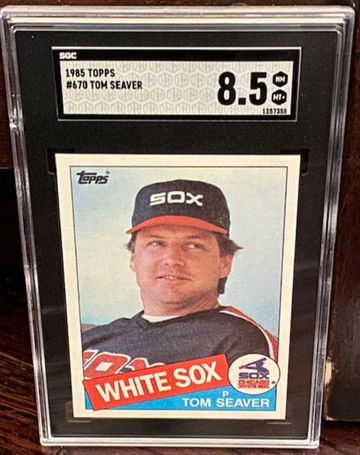 SGC
1985 TOPPS
#670 TOM SEAVER
8.5
NM
MT+
1357355
topps
SOX
WHITE SOX
SOX
CHICAGO
WHITE SOX
P
TOM SEAVER